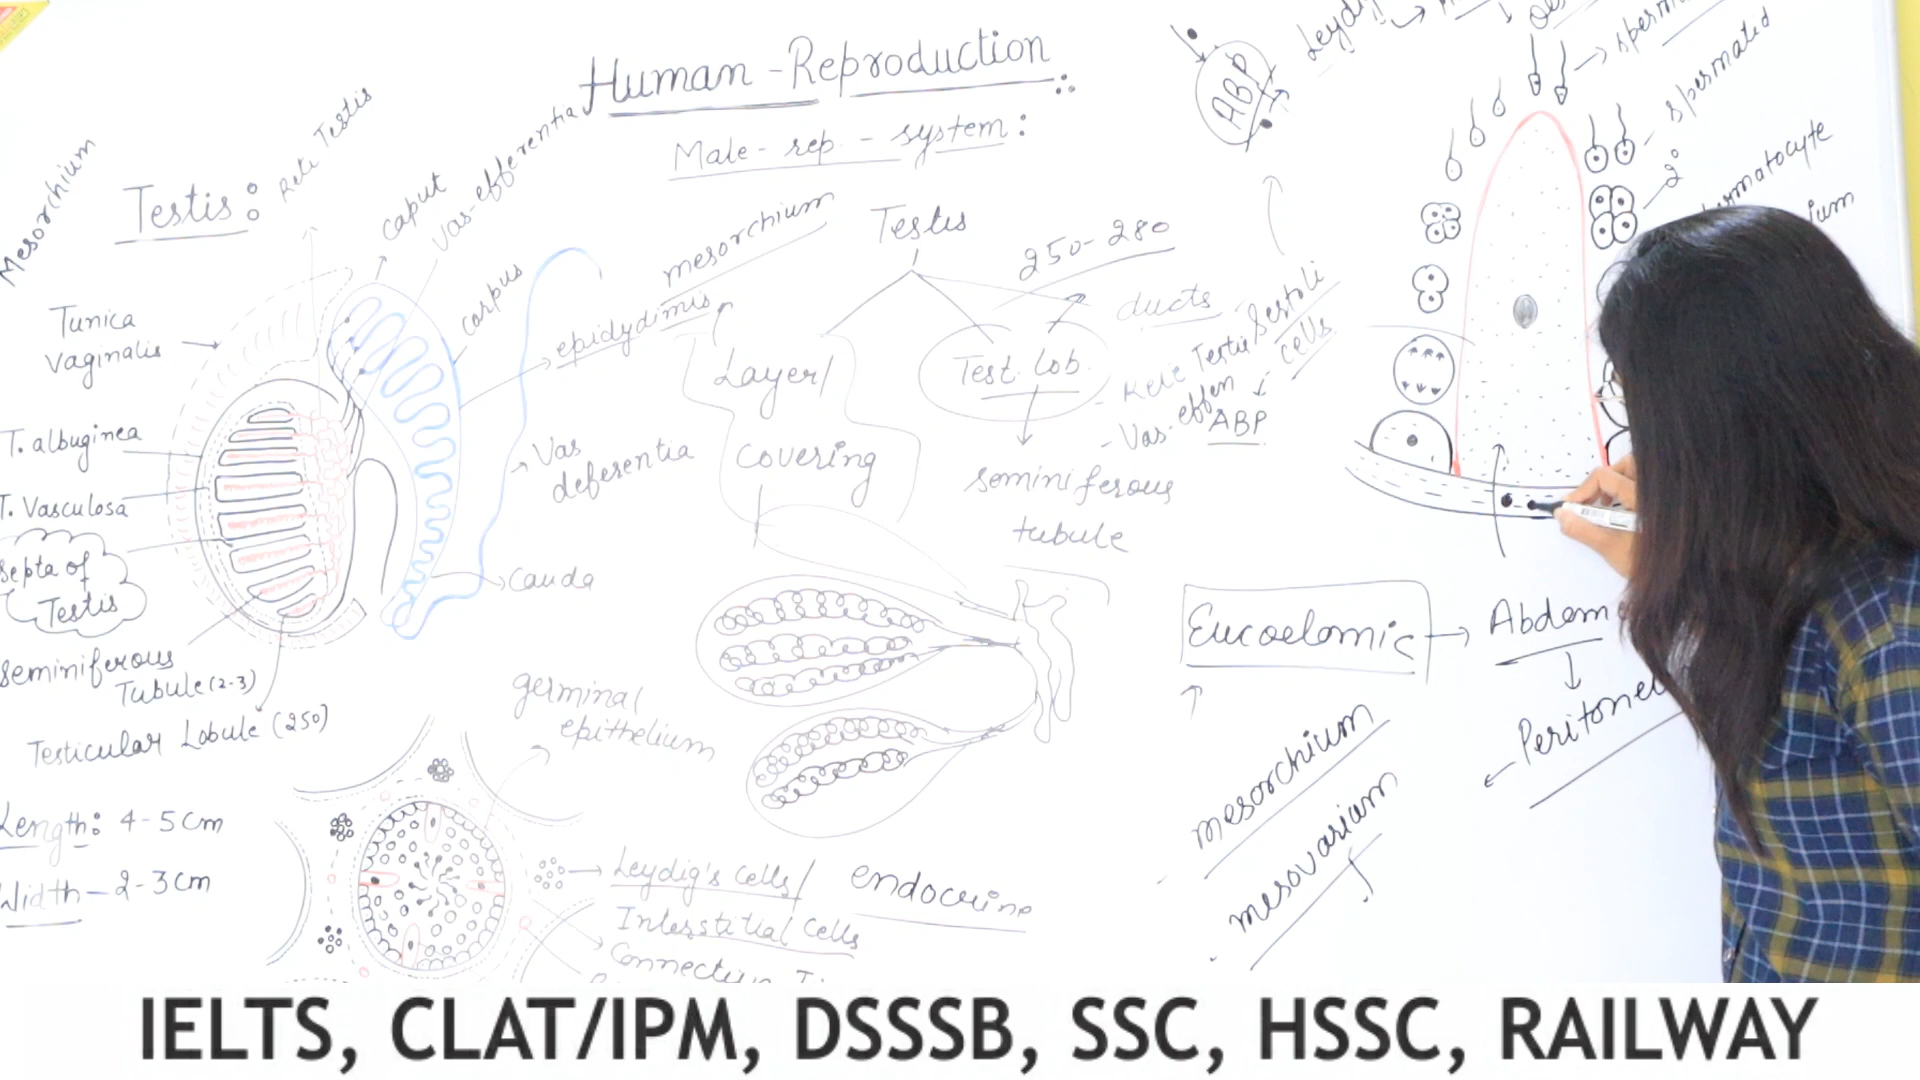 Human-Reproduction
Male-rep.-system:
Testis:
Mesorchium
Rete Testis
caput
vas-efferentia
corpus
Tunica
vaginalis
T. albuginea
T. Vasculosa
septa of
Testis
seminiferous
Tubule (2-3)
Testicular Lobule (250)
Length: 4-5cm
Width-2-3cm
epidydimis
Vas
deferentia
Cauda
germinal
epithelium
Leydig's cells/
endocrine
Interstitial cells
mesorchium
Testis
Layer/
covering
250-280
ducts
Test. lob.
- Rete Testis
- Vas-effen
seminiferous
tubule
ABP
Sertoli
cells
ABP
spermated
2°
Eucoelomic
Abdom
Peritone
mesorchium
mesovarium
IELTS, CLAT/IPM, DSSSB, SSC, HSSC, RAILWAY